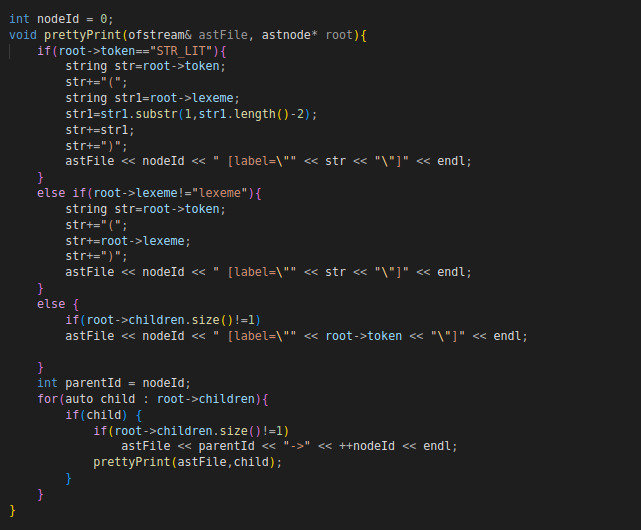 int nodeId = 0;
void prettyPrint(ofstream& astFile, astnode* root){
    if(root->token=="STR_LIT"){
        string str=root->token;
        str+="(";
        string str1=root->lexeme;
        str1=str1.substr(1,str1.length()-2);
        str+=str1;
        str+=")";
        astFile << nodeId << " [label=\"" << str << "\"]" << endl;
    }
    else if(root->lexeme!="lexeme"){
        string str=root->token;
        str+="(";
        str+=root->lexeme;
        str+=")";
        astFile << nodeId << " [label=\"" << str << "\"]" << endl;
    }
    else {
        if(root->children.size()!=1)
        astFile << nodeId << " [label=\"" << root->token << "\"]" << endl;

    }
    int parentId = nodeId;
    for(auto child : root->children){
        if(child) {
            if(root->children.size()!=1)
                astFile << parentId << "->" << ++nodeId << endl;
            prettyPrint(astFile,child);
        }
    }
}